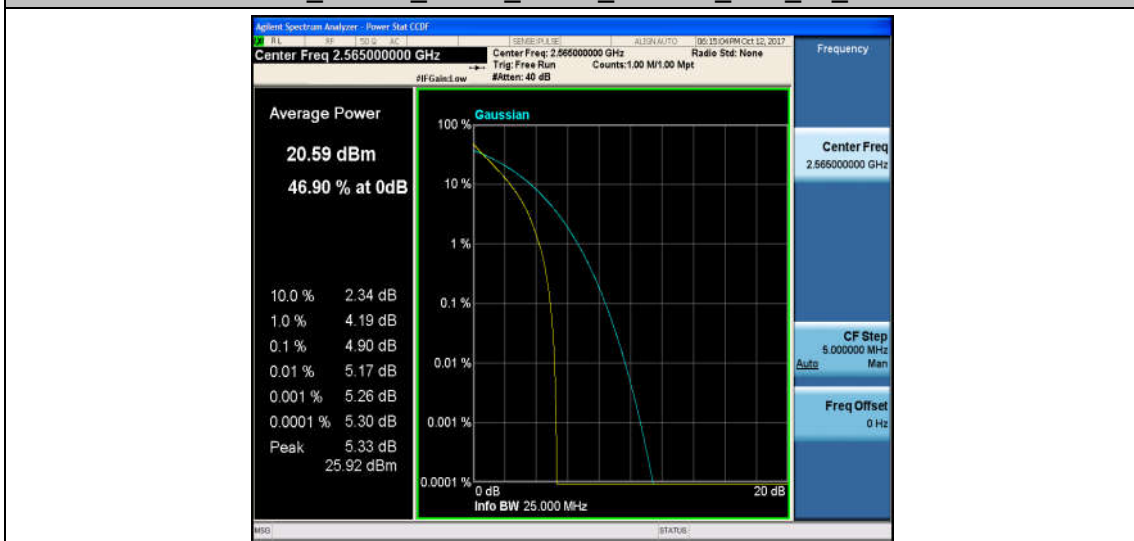 Agilent Spectrum Analyzer - Power Stat CCDF
RL RF 50 Ω AC SENSE:PULSE ALIGN AUTO 06:15:04 PM Oct 12, 2017
Center Freq 2.565000000 GHz
Center Freq: 2.565000000 GHz Radio Std: None
Trig: Free Run Counts:1.00 M/1.00 Mpt
#IFGain:Low #Atten: 40 dB
Frequency
Average Power
20.59 dBm
46.90 % at 0dB
10.0 % 2.34 dB
1.0 % 4.19 dB
0.1 % 4.90 dB
0.01 % 5.17 dB
0.001 % 5.26 dB
0.0001 % 5.30 dB
Peak 5.33 dB
25.92 dBm
Gaussian
100 %
10 %
1 %
0.1 %
0.01 %
0.001 %
0.0001 %
0 dB 20 dB
Info BW 25.000 MHz
Center Freq
2.565000000 GHz
CF Step
5.000000 MHz
Auto Man
Freq Offset
0 Hz
MSG STATUS